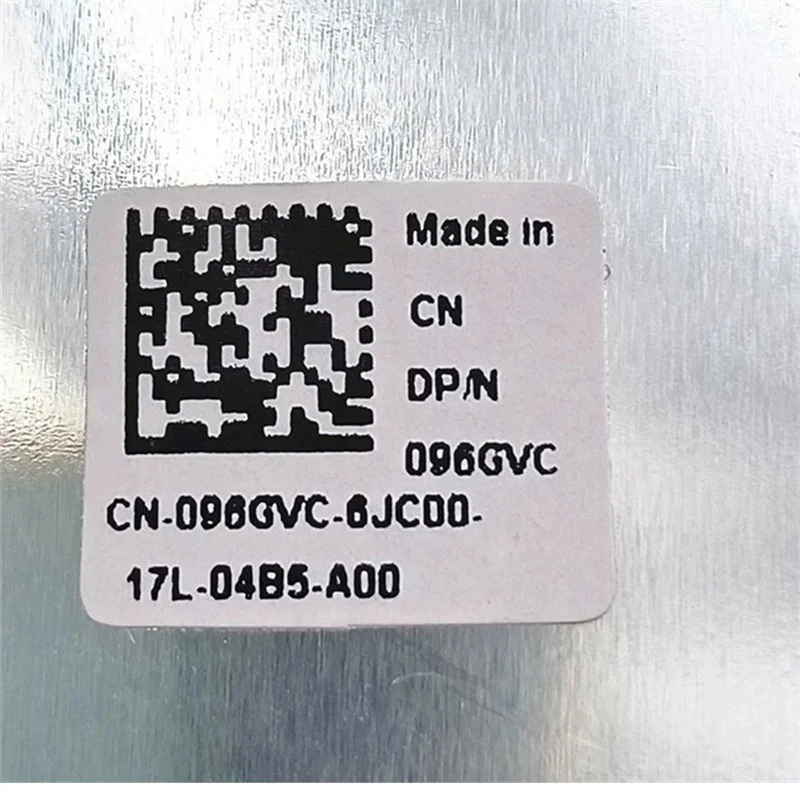 Made in
CN
DP/N
096GVC
CN-096GVC-6JC00-
17L-04B5-A00